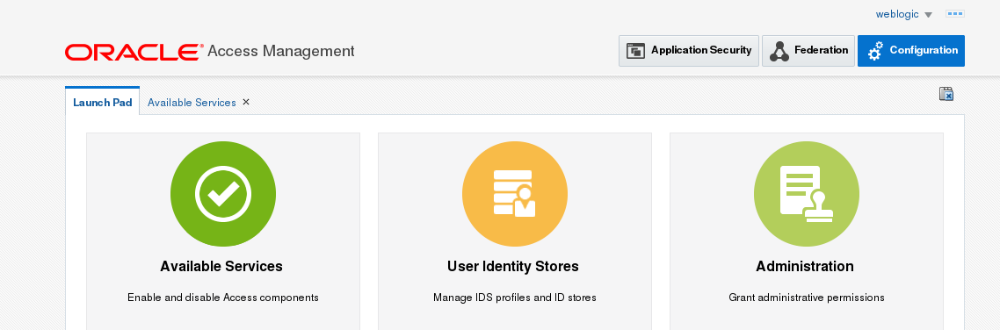 weblogic
ORACLE® Access Management
Application Security Federation Configuration
Launch Pad Available Services ×
Available Services User Identity Stores Administration
Enable and disable Access components Manage IDS profiles and ID stores Grant administrative permissions